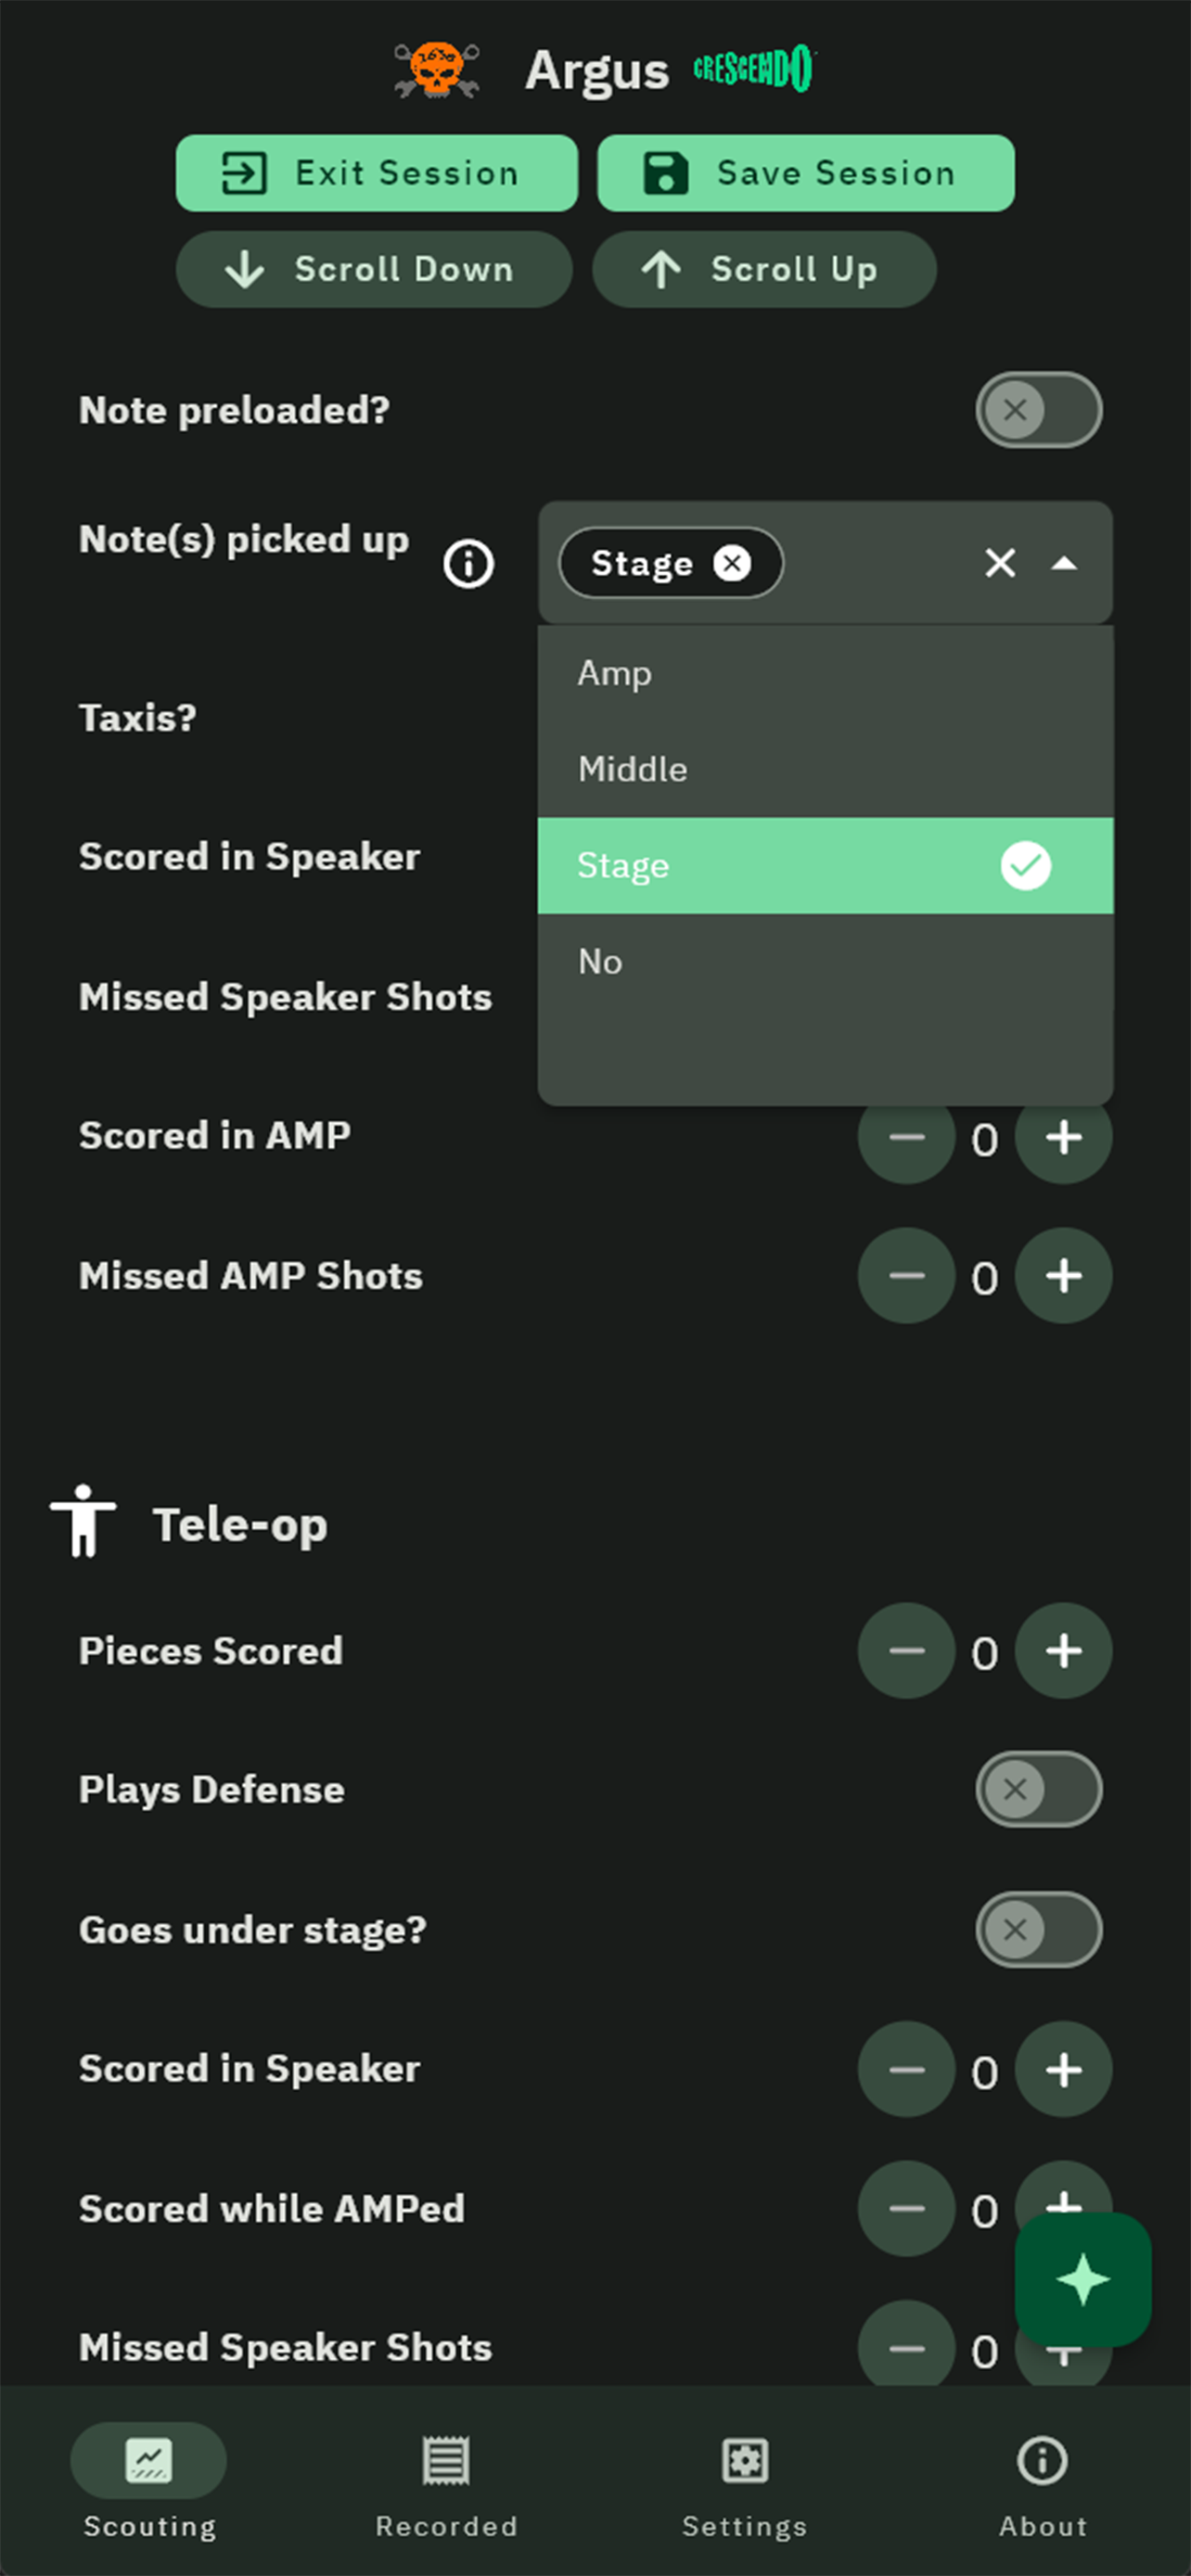 Argus CRESCENDO
Exit Session
Save Session
Scroll Down
Scroll Up
Note preloaded?
Note(s) picked up
Stage
Amp
Middle
Stage
No
Taxis?
Scored in Speaker
Missed Speaker Shots
Scored in AMP
0
Missed AMP Shots
0
Tele-op
Pieces Scored
0
Plays Defense
Goes under stage?
Scored in Speaker
0
Scored while AMPed
0
Missed Speaker Shots
0
Scouting
Recorded
Settings
About